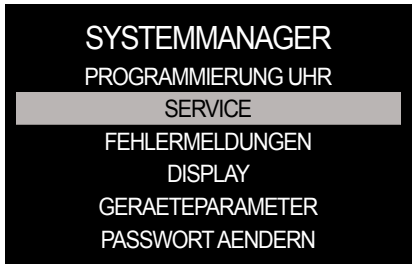 SYSTEMMANAGER
PROGRAMMIERUNG UHR
SERVICE
FEHLERMELDUNGEN
DISPLAY
GERAETEPARAMETER
PASSWORT AENDERN